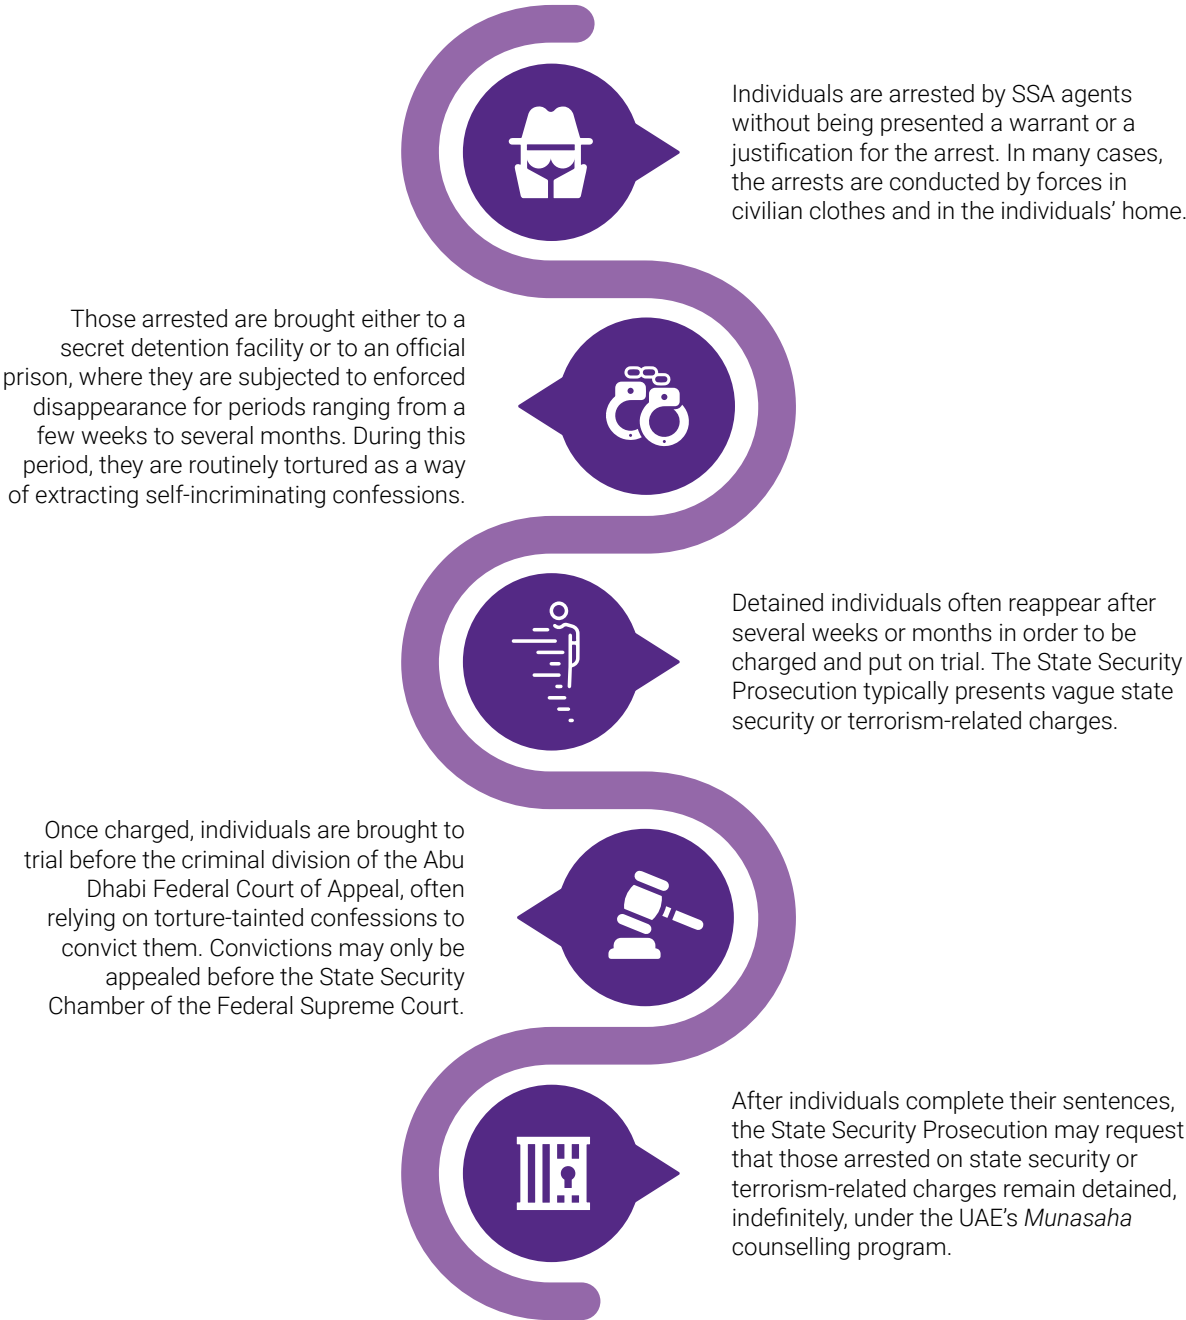 Individuals are arrested by SSA agents
without being presented a warrant or a
justification for the arrest. In many cases,
the arrests are conducted by forces in
civilian clothes and in the individuals’ home.
Those arrested are brought either to a
secret detention facility or to an official
prison, where they are subjected to enforced
disappearance for periods ranging from a
few weeks to several months. During this
period, they are routinely tortured as a way
of extracting self-incriminating confessions.
Detained individuals often reappear after
several weeks or months in order to be
charged and put on trial. The State Security
Prosecution typically presents vague state
security or terrorism-related charges.
Once charged, individuals are brought to
trial before the criminal division of the Abu
Dhabi Federal Court of Appeal, often
relying on torture-tainted confessions to
convict them. Convictions may only be
appealed before the State Security
Chamber of the Federal Supreme Court.
After individuals complete their sentences,
the State Security Prosecution may request
that those arrested on state security or
terrorism-related charges remain detained,
indefinitely, under the UAE’s Munasaha
counselling program.